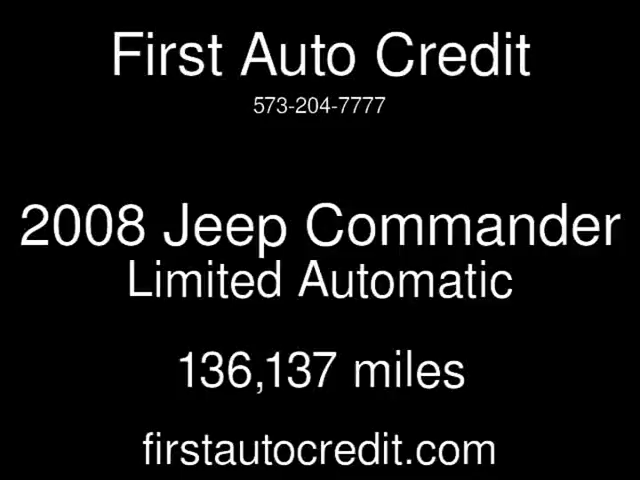 First Auto Credit
573-204-7777
2008 Jeep Commander
Limited Automatic
136,137 miles
firstautocredit.com